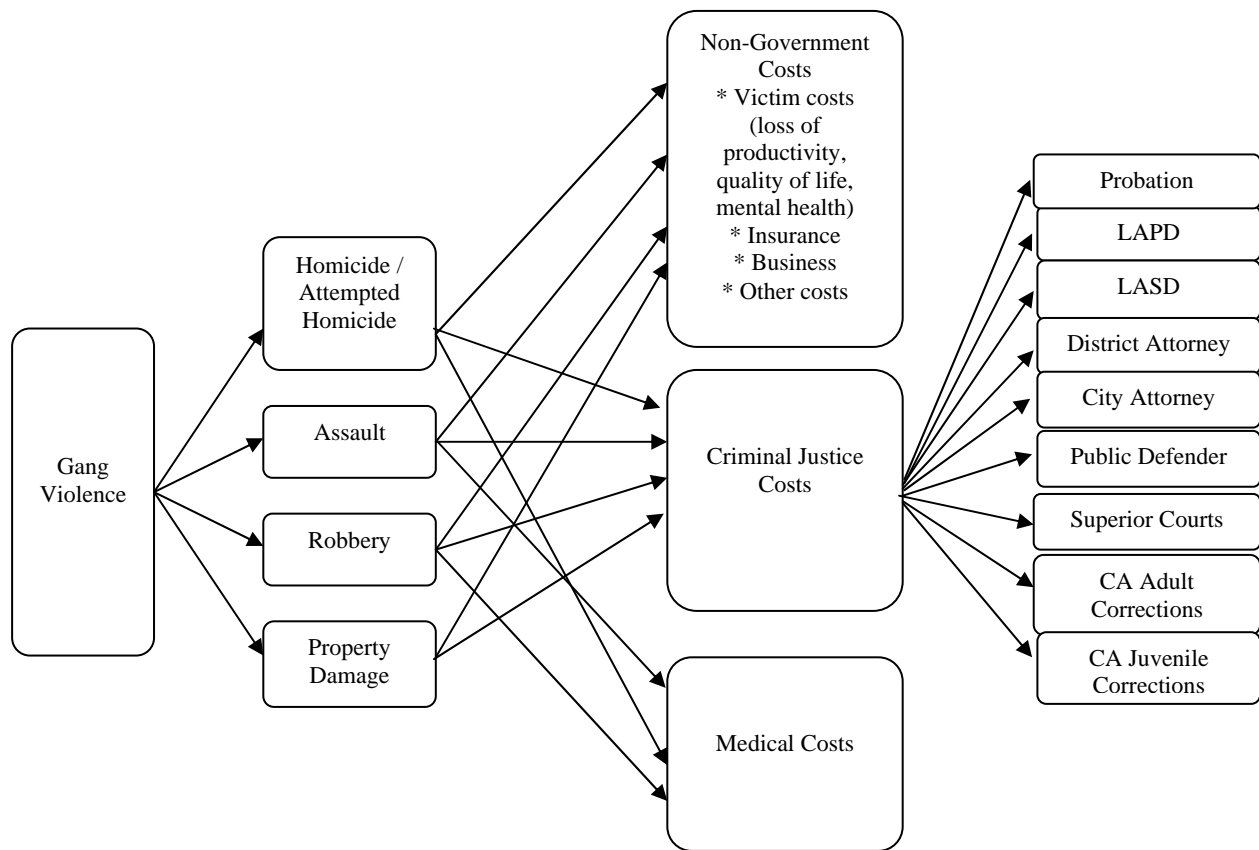 Gang
Violence
Homicide /
Attempted
Homicide
Assault
Robbery
Property
Damage
Non-Government
Costs
* Victim costs
(loss of
productivity,
quality of life,
mental health)
* Insurance
* Business
* Other costs
Criminal Justice
Costs
Medical Costs
Probation
LAPD
LASD
District Attorney
City Attorney
Public Defender
Superior Courts
CA Adult
Corrections
CA Juvenile
Corrections